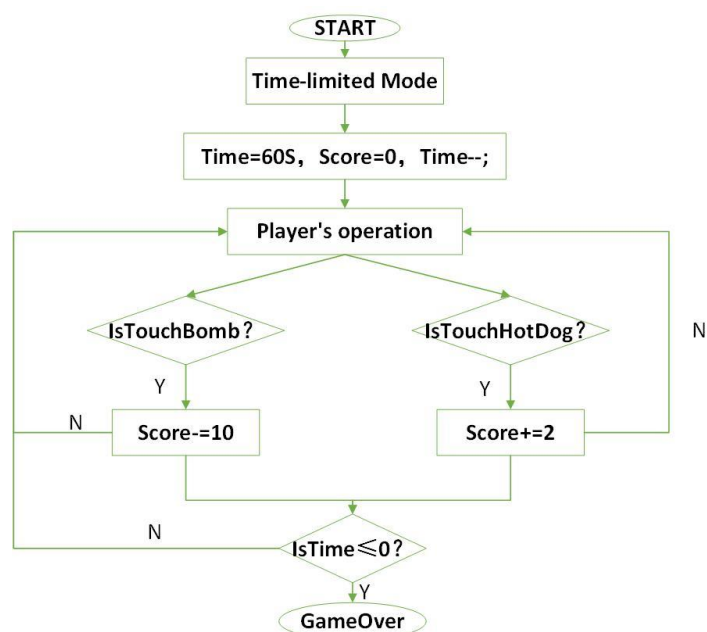 START
Time-limited Mode
Time=60S，Score=0，Time--;
Player's operation
IsTouchBomb？
IsTouchHotDog？
N
Y
Y
N
Score-=10
Score+=2
N
IsTime≤0？
Y
GameOver